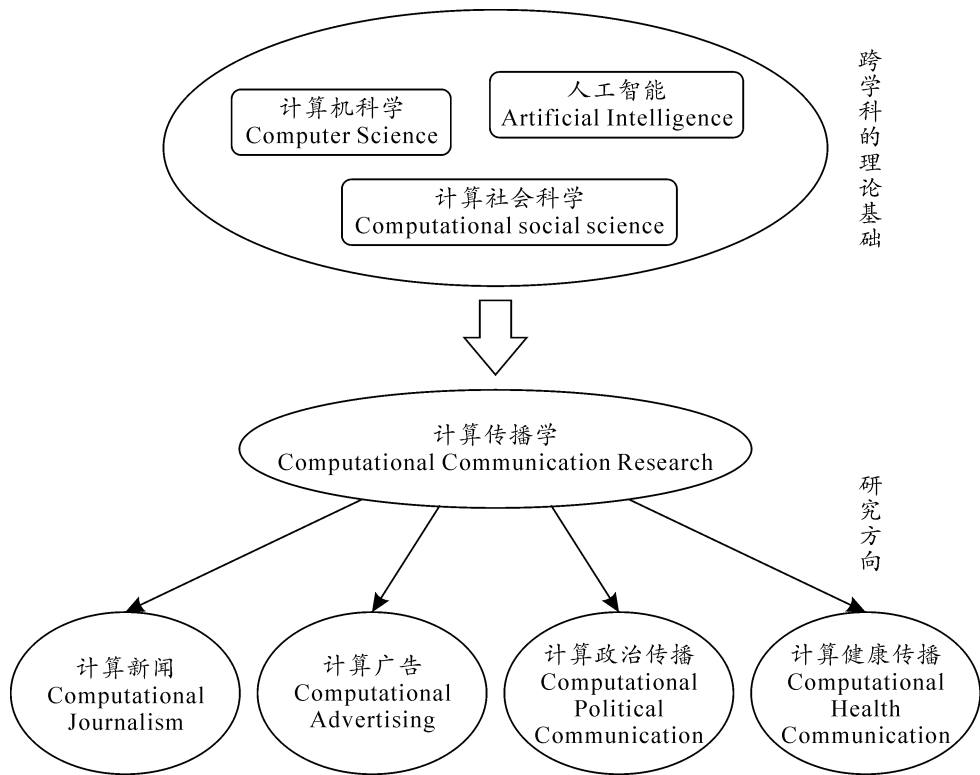 计算机科学
Computer Science
人工智能
Artificial Intelligence
计算社会科学
Computational social science
跨学科的理论基础
计算传播学
Computational Communication Research
研究方向
计算新闻
Computational
Journalism
计算广告
Computational
Advertising
计算政治传播
Computational
Political
Communication
计算健康传播
Computational
Health
Communication